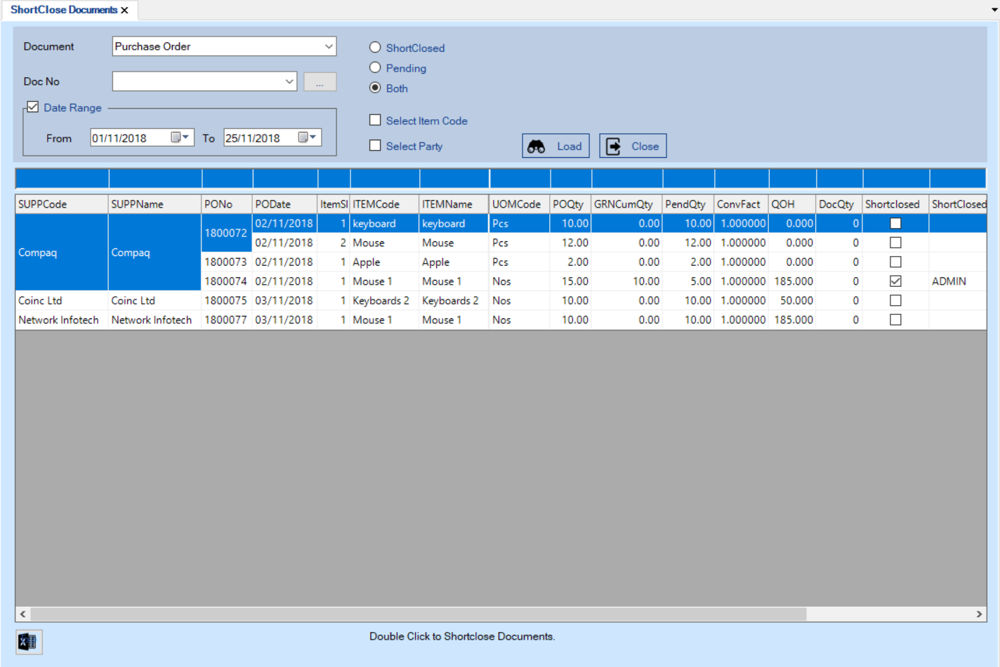 ShortClose Documents
Document Purchase Order
ShortClosed
Pending
Doc No ...
Both
Date Range
From 01/11/2018 To 25/11/2018
Select Item Code
Select Party
Load Close
SUPPCode SUPPName PONo PODate ItemSl ITEMCode ITEMName UOMCode POQty GRNCumQty PendQty ConvFact QOH DocQty Shortclosed ShortClosed
Compaq Compaq 1800072 02/11/2018 1 keyboard keyboard Pcs 10.00 0.00 10.00 1.000000 0.000 0
02/11/2018 2 Mouse Mouse Pcs 12.00 0.00 12.00 1.000000 0.000 0
1800073 02/11/2018 1 Apple Apple Pcs 2.00 0.00 2.00 1.000000 0.000 0
1800074 02/11/2018 1 Mouse 1 Mouse 1 Nos 15.00 10.00 5.00 1.000000 185.000 0 ADMIN
Coinc Ltd Coinc Ltd 1800075 03/11/2018 1 Keyboards 2 Keyboards 2 Nos 10.00 0.00 10.00 1.000000 50.000 0
Network Infotech Network Infotech 1800077 03/11/2018 1 Mouse 1 Mouse 1 Nos 10.00 0.00 10.00 1.000000 185.000 0
Double Click to Shortclose Documents.